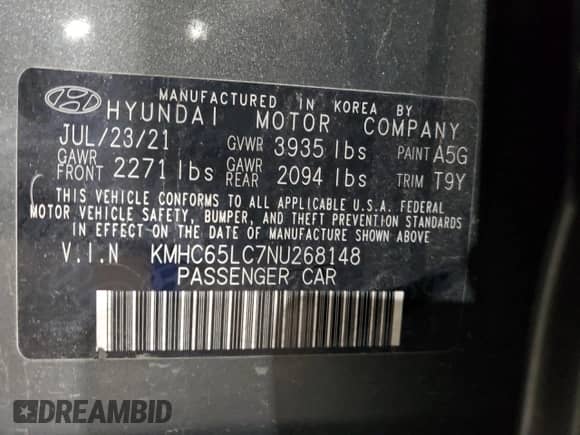 MANUFACTURED IN KOREA BY
HYUNDAI MOTOR COMPANY
JUL/23/21 GVWR 3935 lbs PAINT A5G
GAWR FRONT 2271 lbs GAWR REAR 2094 lbs TRIM T9Y
THIS VEHICLE CONFORMS TO ALL APPLICABLE U.S.A. FEDERAL
MOTOR VEHICLE SAFETY, BUMPER, AND THEFT PREVENTION STANDARDS
IN EFFECT ON THE DATE OF MANUFACTURE SHOWN ABOVE
V.I.N KMHC65LC7NU268148
PASSENGER CAR
DREAMBID